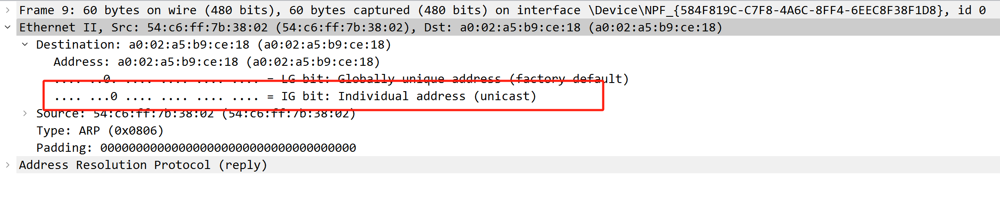 Frame 9: 60 bytes on wire (480 bits), 60 bytes captured (480 bits) on interface \Device\NPF_{584F819C-C7F8-4A6C-8FF4-6EEC8F38F1D8}, id 0
Ethernet II, Src: 54:c6:ff:7b:38:02 (54:c6:ff:7b:38:02), Dst: a0:02:a5:b9:ce:18 (a0:02:a5:b9:ce:18)
Destination: a0:02:a5:b9:ce:18 (a0:02:a5:b9:ce:18)
Address: a0:02:a5:b9:ce:18 (a0:02:a5:b9:ce:18)
.... ..0. .... .... .... .... = LG bit: Globally unique address (factory default)
.... ...0 .... .... .... .... = IG bit: Individual address (unicast)
Source: 54:c6:ff:7b:38:02 (54:c6:ff:7b:38:02)
Type: ARP (0x0806)
Padding: 000000000000000000000000000000000000
Address Resolution Protocol (reply)